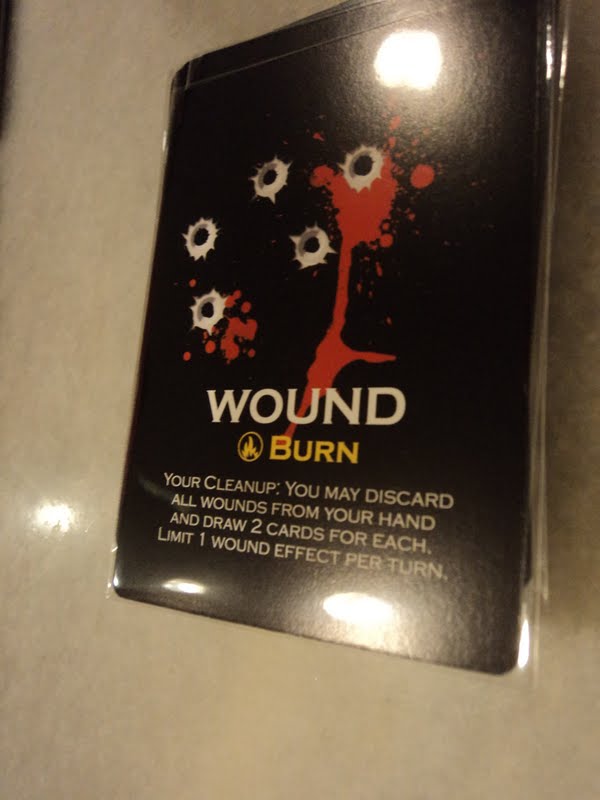 WOUND
BURN
YOUR CLEANUP: YOU MAY DISCARD
ALL WOUNDS FROM YOUR HAND
AND DRAW 2 CARDS FOR EACH.
LIMIT 1 WOUND EFFECT PER TURN.